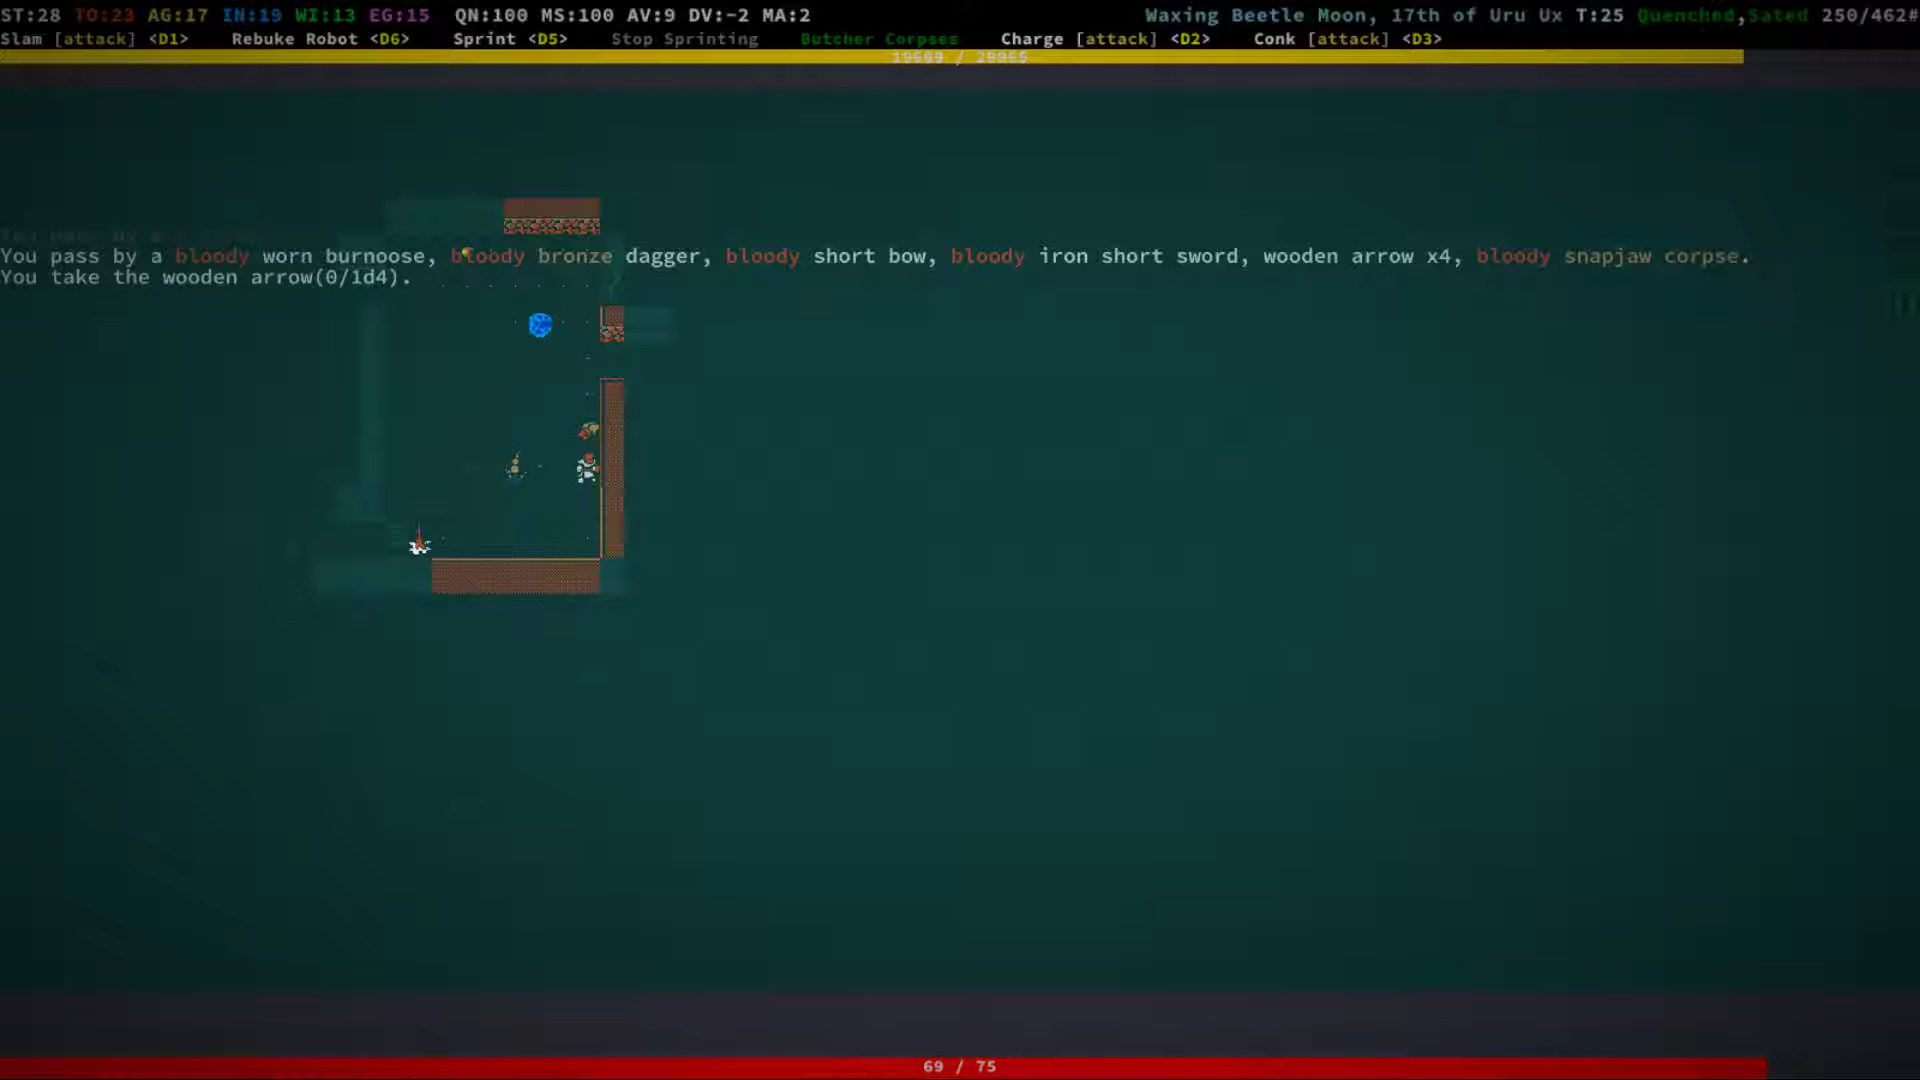 ST:28 TO:23 AG:17 IN:19 WI:13 EG:15 QN:100 MS:100 AV:9 DV:-2 MA:2 Waxing Beetle Moon, 17th of Uru Ux T:25 Quenched,Sated 250/462#
Slam [attack] <D1> Rebuke Robot <D6> Sprint <D5> Stop Sprinting Butcher Corpses Charge [attack] <D2> Conk [attack] <D3>
You pass by a bloody worn burnoose, bloody bronze dagger, bloody short bow, bloody iron short sword, wooden arrow x4, bloody snapjaw corpse.
You take the wooden arrow(0/1d4).
69 / 75